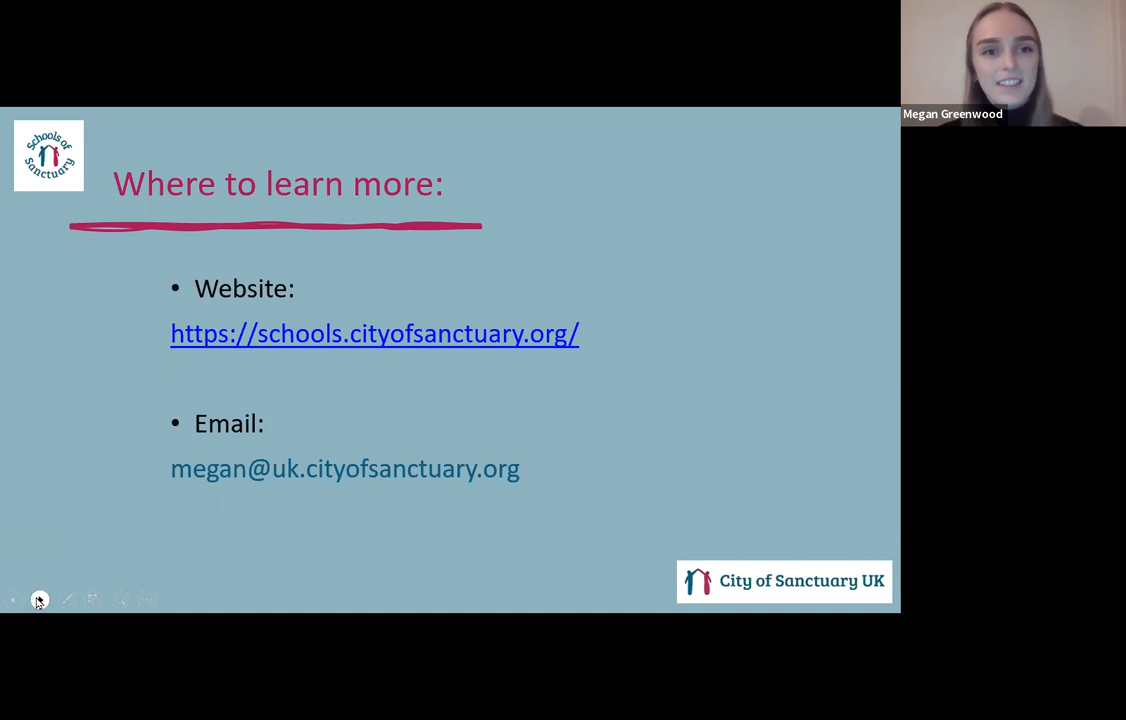 Megan Greenwood
Schools of
Sanctuary
Where to learn more:
• Website:
https://schools.cityofsanctuary.org/
• Email:
megan@uk.cityofsanctuary.org
City of Sanctuary UK